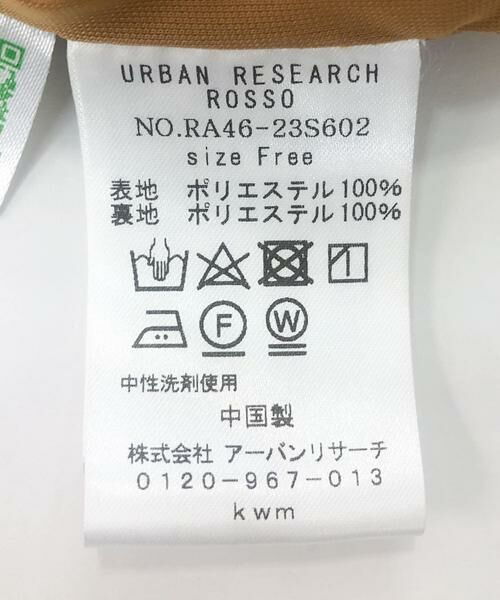 URBAN RESEARCH
ROSSO
NO.RA46-23S602
size Free
表地 ポリエステル100%
裏地 ポリエステル100%
F W
中性洗剤使用
中国製
株式会社 アーバンリサーチ
0120-967-013
kwm